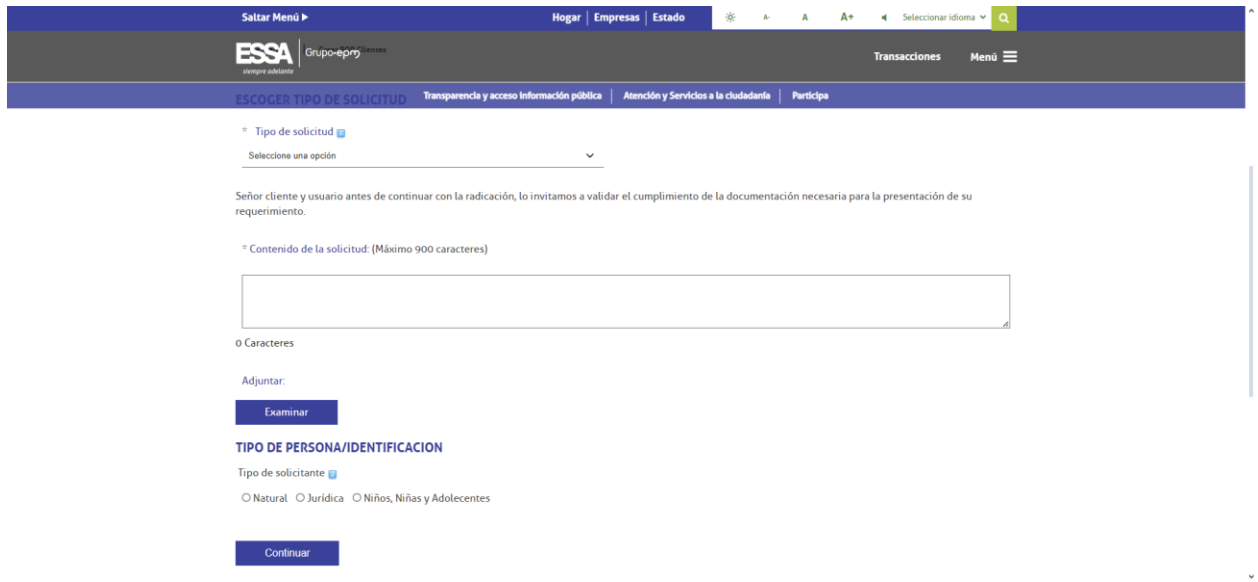 Saltar Menú
Hogar Empresas Estado
A- A A+ Seleccionar idioma
ESSA Grupo-epm
siempre adelante
Transacciones Menú
ESCOGER TIPO DE SOLICITUD Transparencia y acceso información pública Atención y Servicios a la ciudadanía Participa
* Tipo de solicitud
Seleccione una opción
Señor cliente y usuario antes de continuar con la radicación, lo invitamos a validar el cumplimiento de la documentación necesaria para la presentación de su
requerimiento.
* Contenido de la solicitud: (Máximo 900 caracteres)
0 Caracteres
Adjuntar:
Examinar
TIPO DE PERSONA/IDENTIFICACION
Tipo de solicitante
Natural Jurídica Niños, Niñas y Adolecentes
Continuar